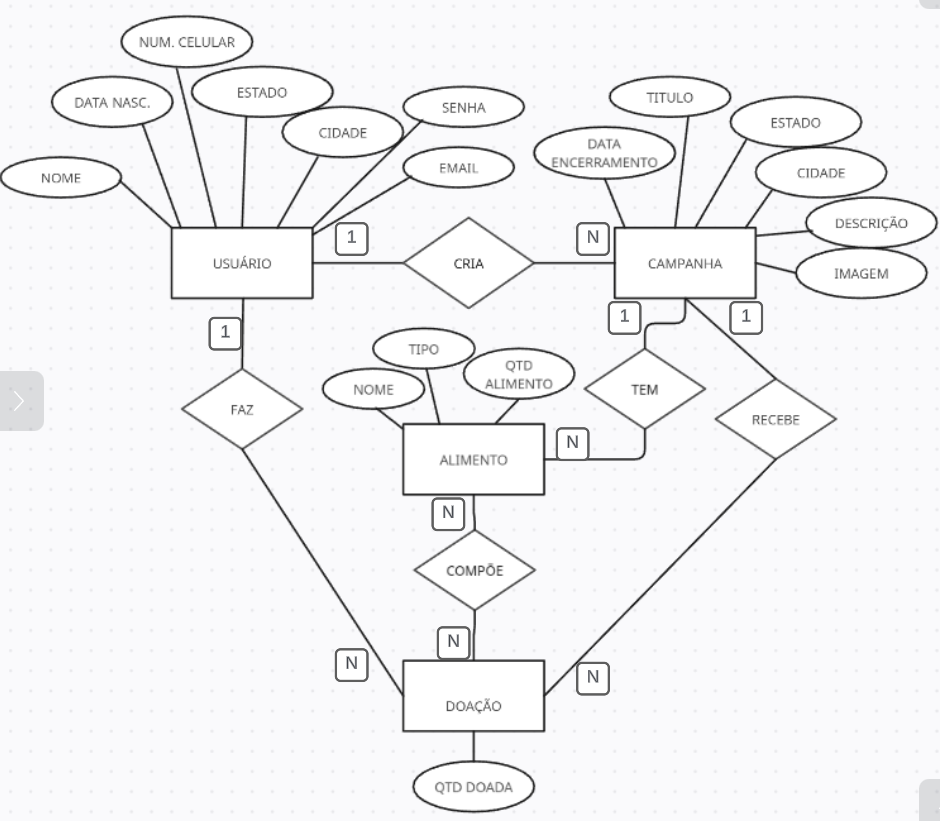 NUM. CELULAR
DATA NASC.
ESTADO
CIDADE
SENHA
EMAIL
NOME
USUÁRIO
1
CRIA
N
TITULO
DATA
ENCERRAMENTO
ESTADO
CIDADE
DESCRIÇÃO
IMAGEM
CAMPANHA
1
1
1
FAZ
TIPO
NOME
QTD
ALIMENTO
TEM
RECEBE
ALIMENTO
N
N
COMPÕE
N
N
N
DOAÇÃO
QTD DOADA